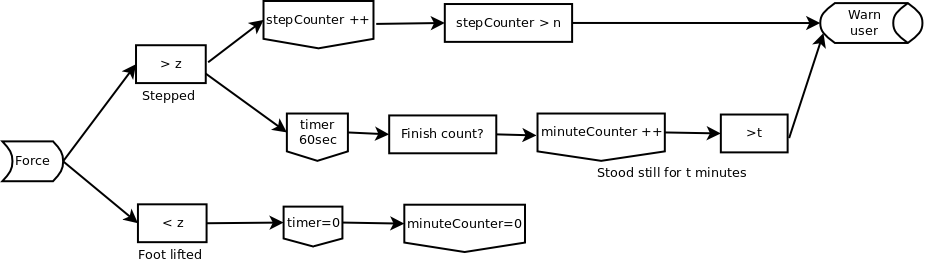 stepCounter ++
stepCounter > n
Warn
user
> z
Stepped
timer
60sec
Finish count?
minuteCounter ++
>t
Stood still for t minutes
Force
< z
Foot lifted
timer=0
minuteCounter=0